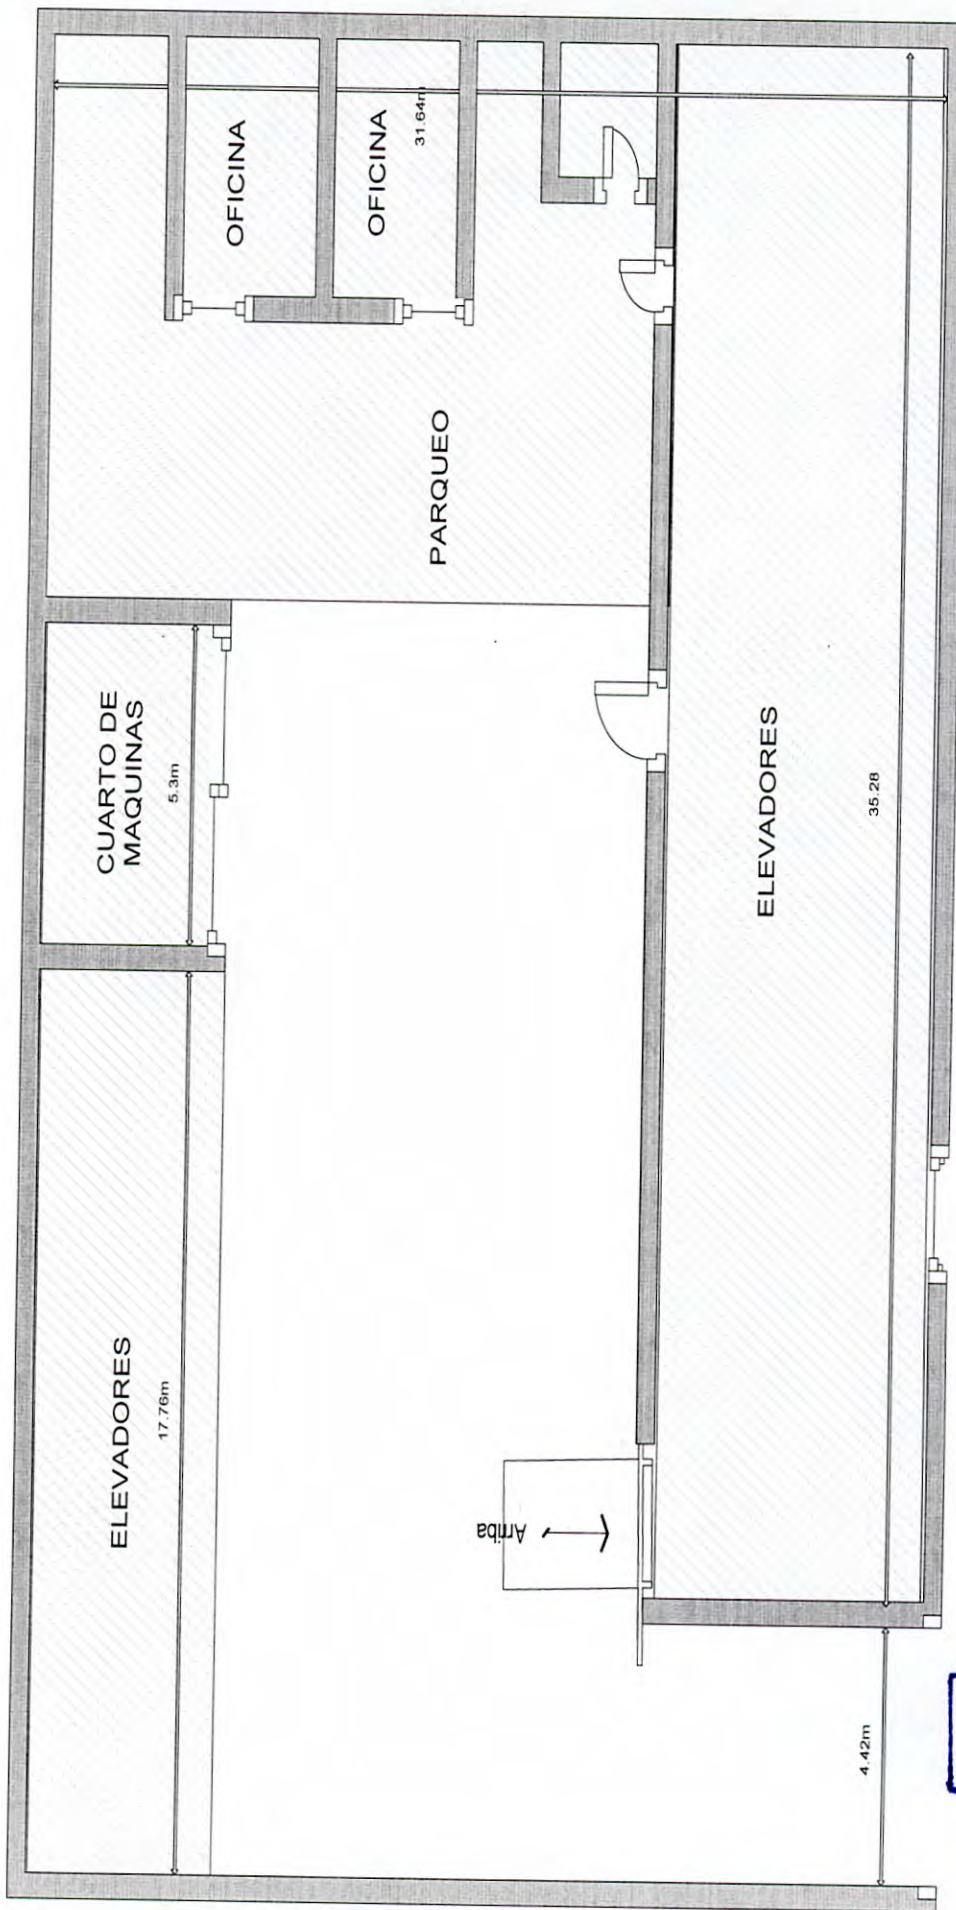 OFICINA
OFICINA
31.64m
PARQUEO
CUARTO DE
MAQUINAS
5.3m
ELEVADORES
35.28
ELEVADORES
17.76m
Arriba
4.42m